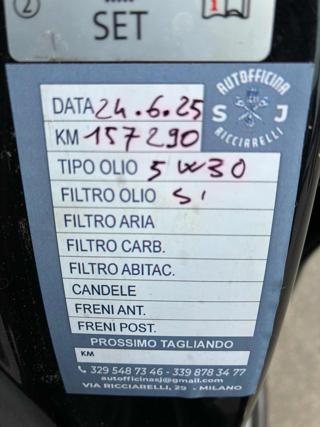 2
SET
1
AUTOFFICINA
S J
RICCIARELLI
DATA 24.6.25
KM 157290
TIPO OLIO 5W30
FILTRO OLIO SI
FILTRO ARIA
FILTRO CARB.
FILTRO ABITAC.
CANDELE
FRENI ANT.
FRENI POST.
PROSSIMO TAGLIANDO
KM
329 548 73 46 - 339 878 34 77
autofficinasj@gmail.com
VIA RICCIARELLI, 29 - MILANO